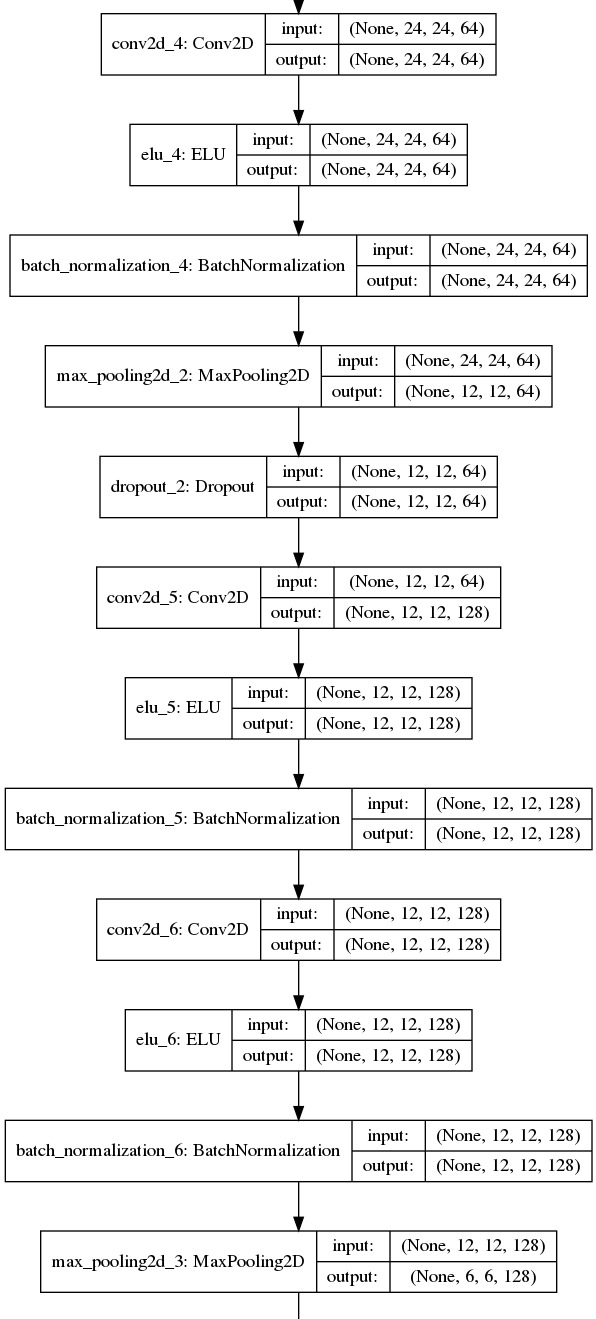 conv2d_4: Conv2D
input: (None, 24, 24, 64)
output: (None, 24, 24, 64)
elu_4: ELU
input: (None, 24, 24, 64)
output: (None, 24, 24, 64)
batch_normalization_4: BatchNormalization
input: (None, 24, 24, 64)
output: (None, 24, 24, 64)
max_pooling2d_2: MaxPooling2D
input: (None, 24, 24, 64)
output: (None, 12, 12, 64)
dropout_2: Dropout
input: (None, 12, 12, 64)
output: (None, 12, 12, 64)
conv2d_5: Conv2D
input: (None, 12, 12, 64)
output: (None, 12, 12, 128)
elu_5: ELU
input: (None, 12, 12, 128)
output: (None, 12, 12, 128)
batch_normalization_5: BatchNormalization
input: (None, 12, 12, 128)
output: (None, 12, 12, 128)
conv2d_6: Conv2D
input: (None, 12, 12, 128)
output: (None, 12, 12, 128)
elu_6: ELU
input: (None, 12, 12, 128)
output: (None, 12, 12, 128)
batch_normalization_6: BatchNormalization
input: (None, 12, 12, 128)
output: (None, 12, 12, 128)
max_pooling2d_3: MaxPooling2D
input: (None, 12, 12, 128)
output: (None, 6, 6, 128)